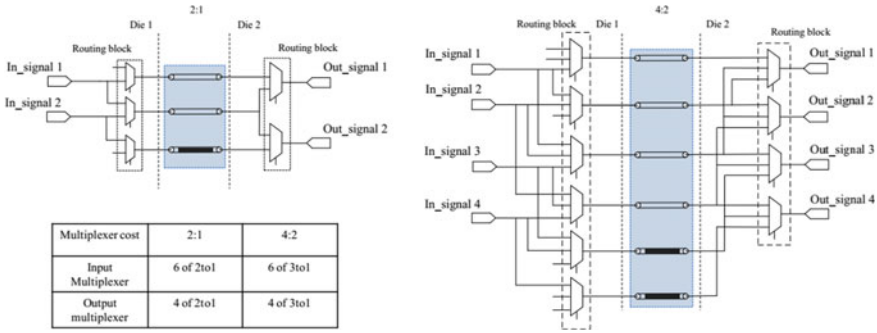 2:1
Die 1
Die 2
Routing block
Routing block
In_signal 1
In_signal 2
Out_signal 1
Out_signal 2
Multiplexer cost
2:1
4:2
Input Multiplexer
6 of 2to1
6 of 3to1
Output multiplexer
4 of 2to1
4 of 3to1
4:2
Die 1
Die 2
Routing block
Routing block
In_signal 1
In_signal 2
In_signal 3
In_signal 4
Out_signal 1
Out_signal 2
Out_signal 3
Out_signal 4